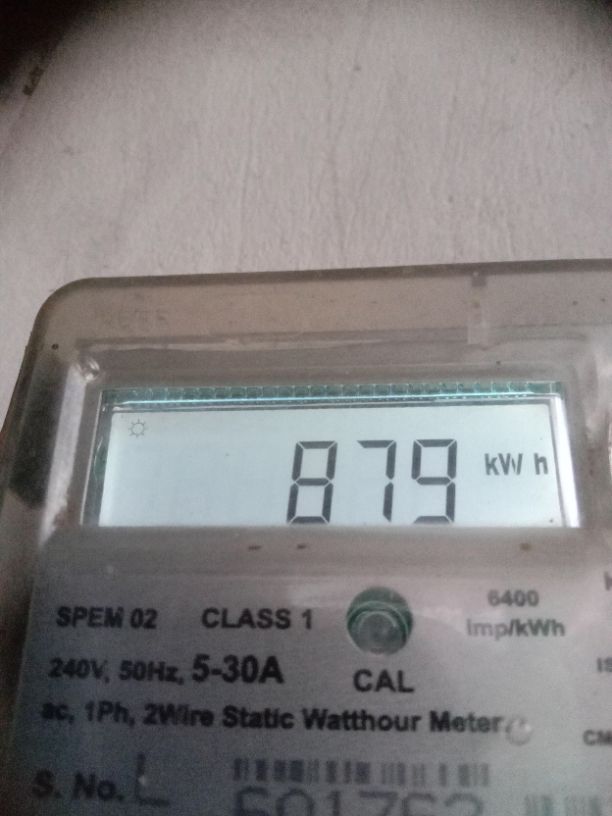 879 kW h
SPEM 02 CLASS 1 6400
imp/kWh
240V, 50Hz, 5-30A CAL
ac, 1Ph, 2Wire Static Watthour Meter
S. No. L